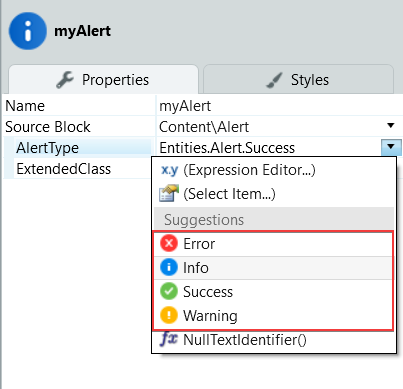 myAlert
Properties Styles
Name myAlert
Source Block Content\Alert
AlertType Entities.Alert.Success
ExtendedClass
x.y (Expression Editor...)
(Select Item...)
Suggestions
Error
Info
Success
Warning
fx NullTextIdentifier()